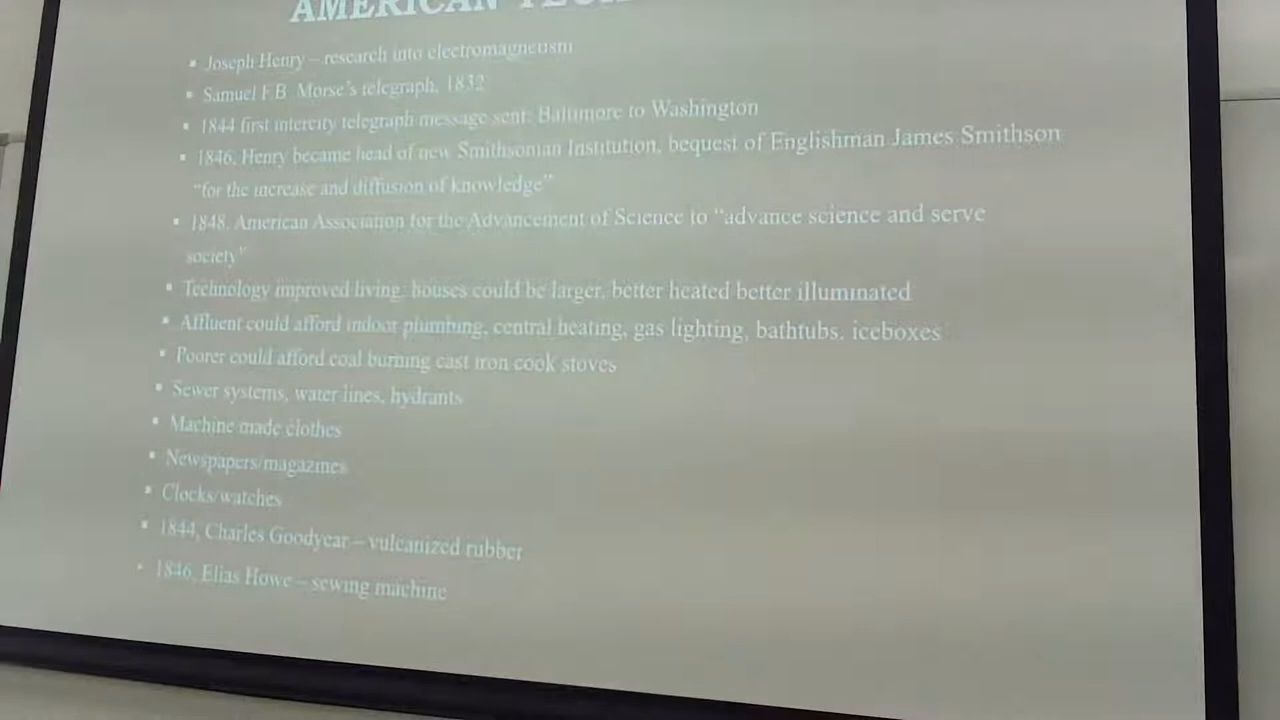 AMERICAN
▪ Joseph Henry – research into electromagnetism
▪ Samuel F.B. Morse's telegraph, 1832
▪ 1844 first intercity telegraph message sent: Baltimore to Washington
▪ 1846, Henry became head of new Smithsonian Institution, bequest of Englishman James Smithson
"for the increase and diffusion of knowledge"
▪ 1848, American Association for the Advancement of Science to "advance science and serve
society"
▪ Technology improved living: houses could be larger, better heated better illuminated
▪ Affluent could afford indoor plumbing, central heating, gas lighting, bathtubs, iceboxes
▪ Poorer could afford coal burning cast iron cook stoves
▪ Sewer systems, water lines, hydrants
▪ Machine made clothes
▪ Newspapers/magazines
▪ Clocks/watches
▪ 1844, Charles Goodyear – vulcanized rubber
▪ 1846, Elias Howe – sewing machine